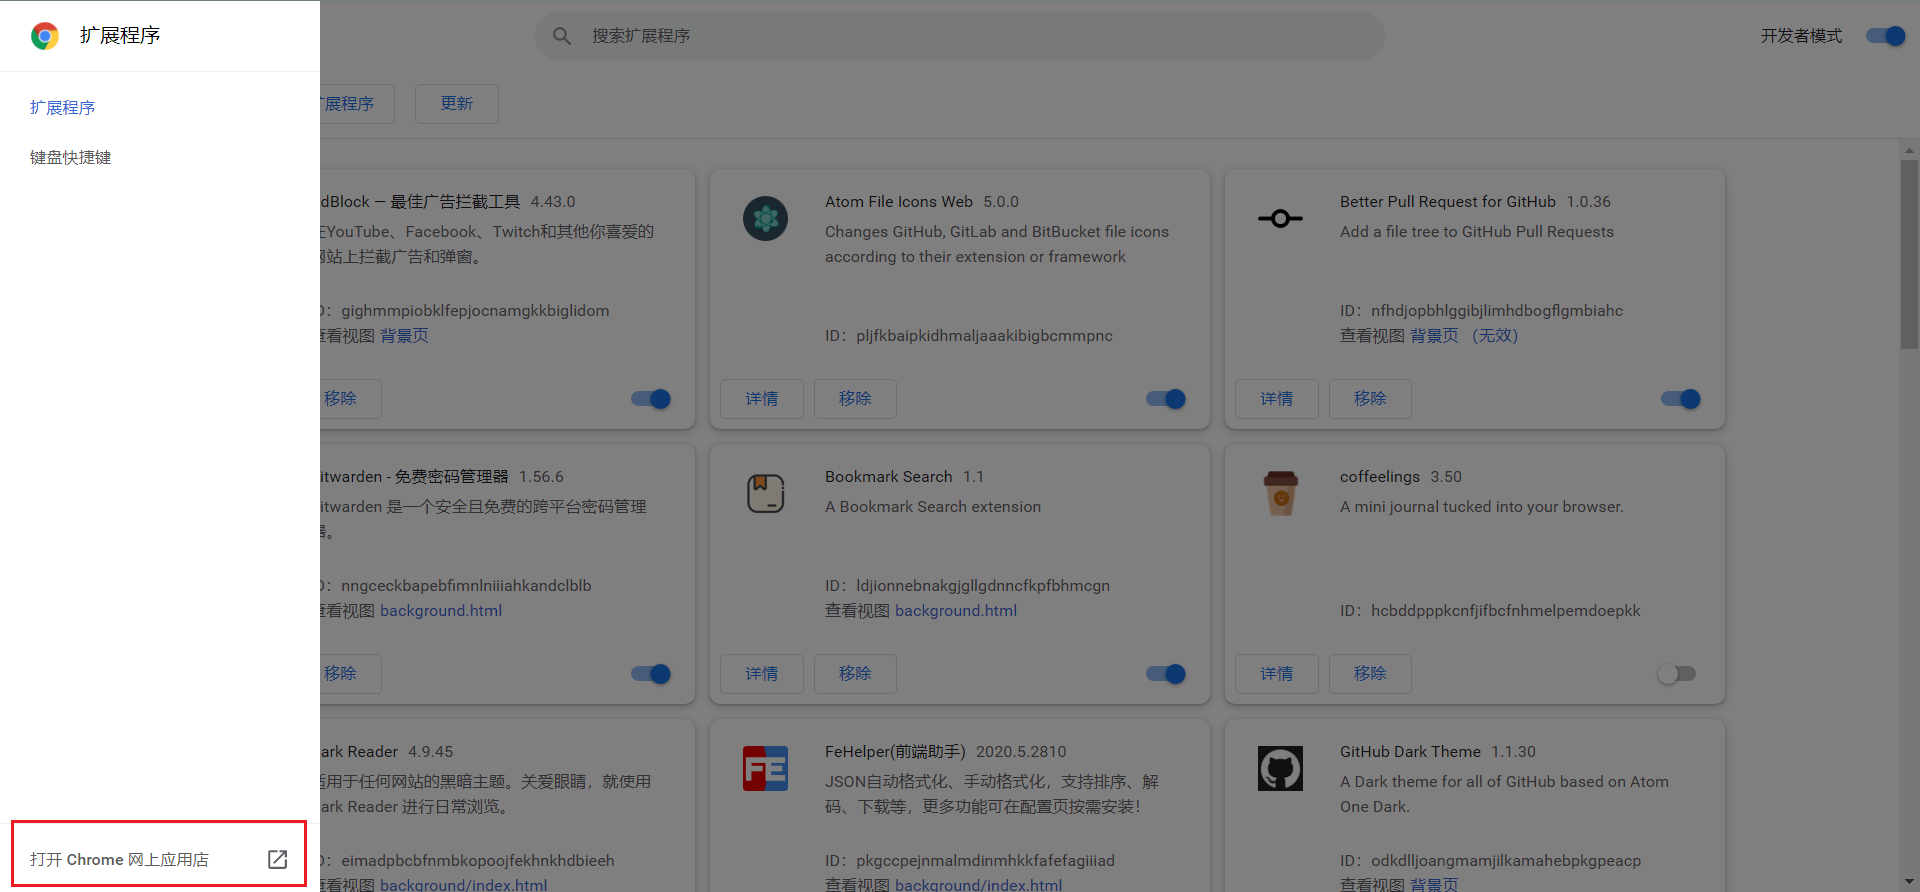 扩展程序
搜索扩展程序
开发者模式
扩展程序
键盘快捷键
展程序
更新
dBlock — 最佳广告拦截工具 4.43.0
YouTube、Facebook、Twitch和其他你喜爱的
站上拦截广告和弹窗。
ID: gighmmpiobklfepjocnamgkkbiglidom
查看视图 背景页
移除
Atom File Icons Web 5.0.0
Changes GitHub, GitLab and BitBucket file icons
according to their extension or framework
ID: pljfkbaipkidhmaljaaakibigbcmmpnc
详情
移除
Better Pull Request for GitHub 1.0.36
Add a file tree to GitHub Pull Requests
ID: nfhdjopbhlggibjlimhdbogflgmbiahc
查看视图 背景页 （无效）
详情
移除
itwarden - 免费密码管理器 1.56.6
itwarden 是一个安全且免费的跨平台密码管理
器。
ID: nngceckbapebfimnlniiiahkandclblb
查看视图 background.html
移除
Bookmark Search 1.1
A Bookmark Search extension
ID: ldjionnebnakgjgllgdnncfkpfbhmcgn
查看视图 background.html
详情
移除
coffeelings 3.50
A mini journal tucked into your browser.
ID: hcbddpppkcnfjifbcfnhmelpemdoepkk
详情
移除
ark Reader 4.9.45
适用于任何网站的黑暗主题。关爱眼睛，就使用
ark Reader 进行日常浏览。
ID: eimadpbcbfnmbkopoojfekhnkhdbieeh
查看视图 background/index.html
FE
FeHelper(前端助手) 2020.5.2810
JSON自动格式化、手动格式化，支持排序、解
码、下载等，更多功能可在配置页按需安装！
ID: pkgccpejnmalmdinmhkkfafefagiiiad
查看视图 background/index.html
GitHub Dark Theme 1.1.30
A Dark theme for all of GitHub based on Atom
One Dark.
ID: odkdlljoangmamjilkamahebpkgpeacp
查看视图 背景页
打开 Chrome 网上应用店